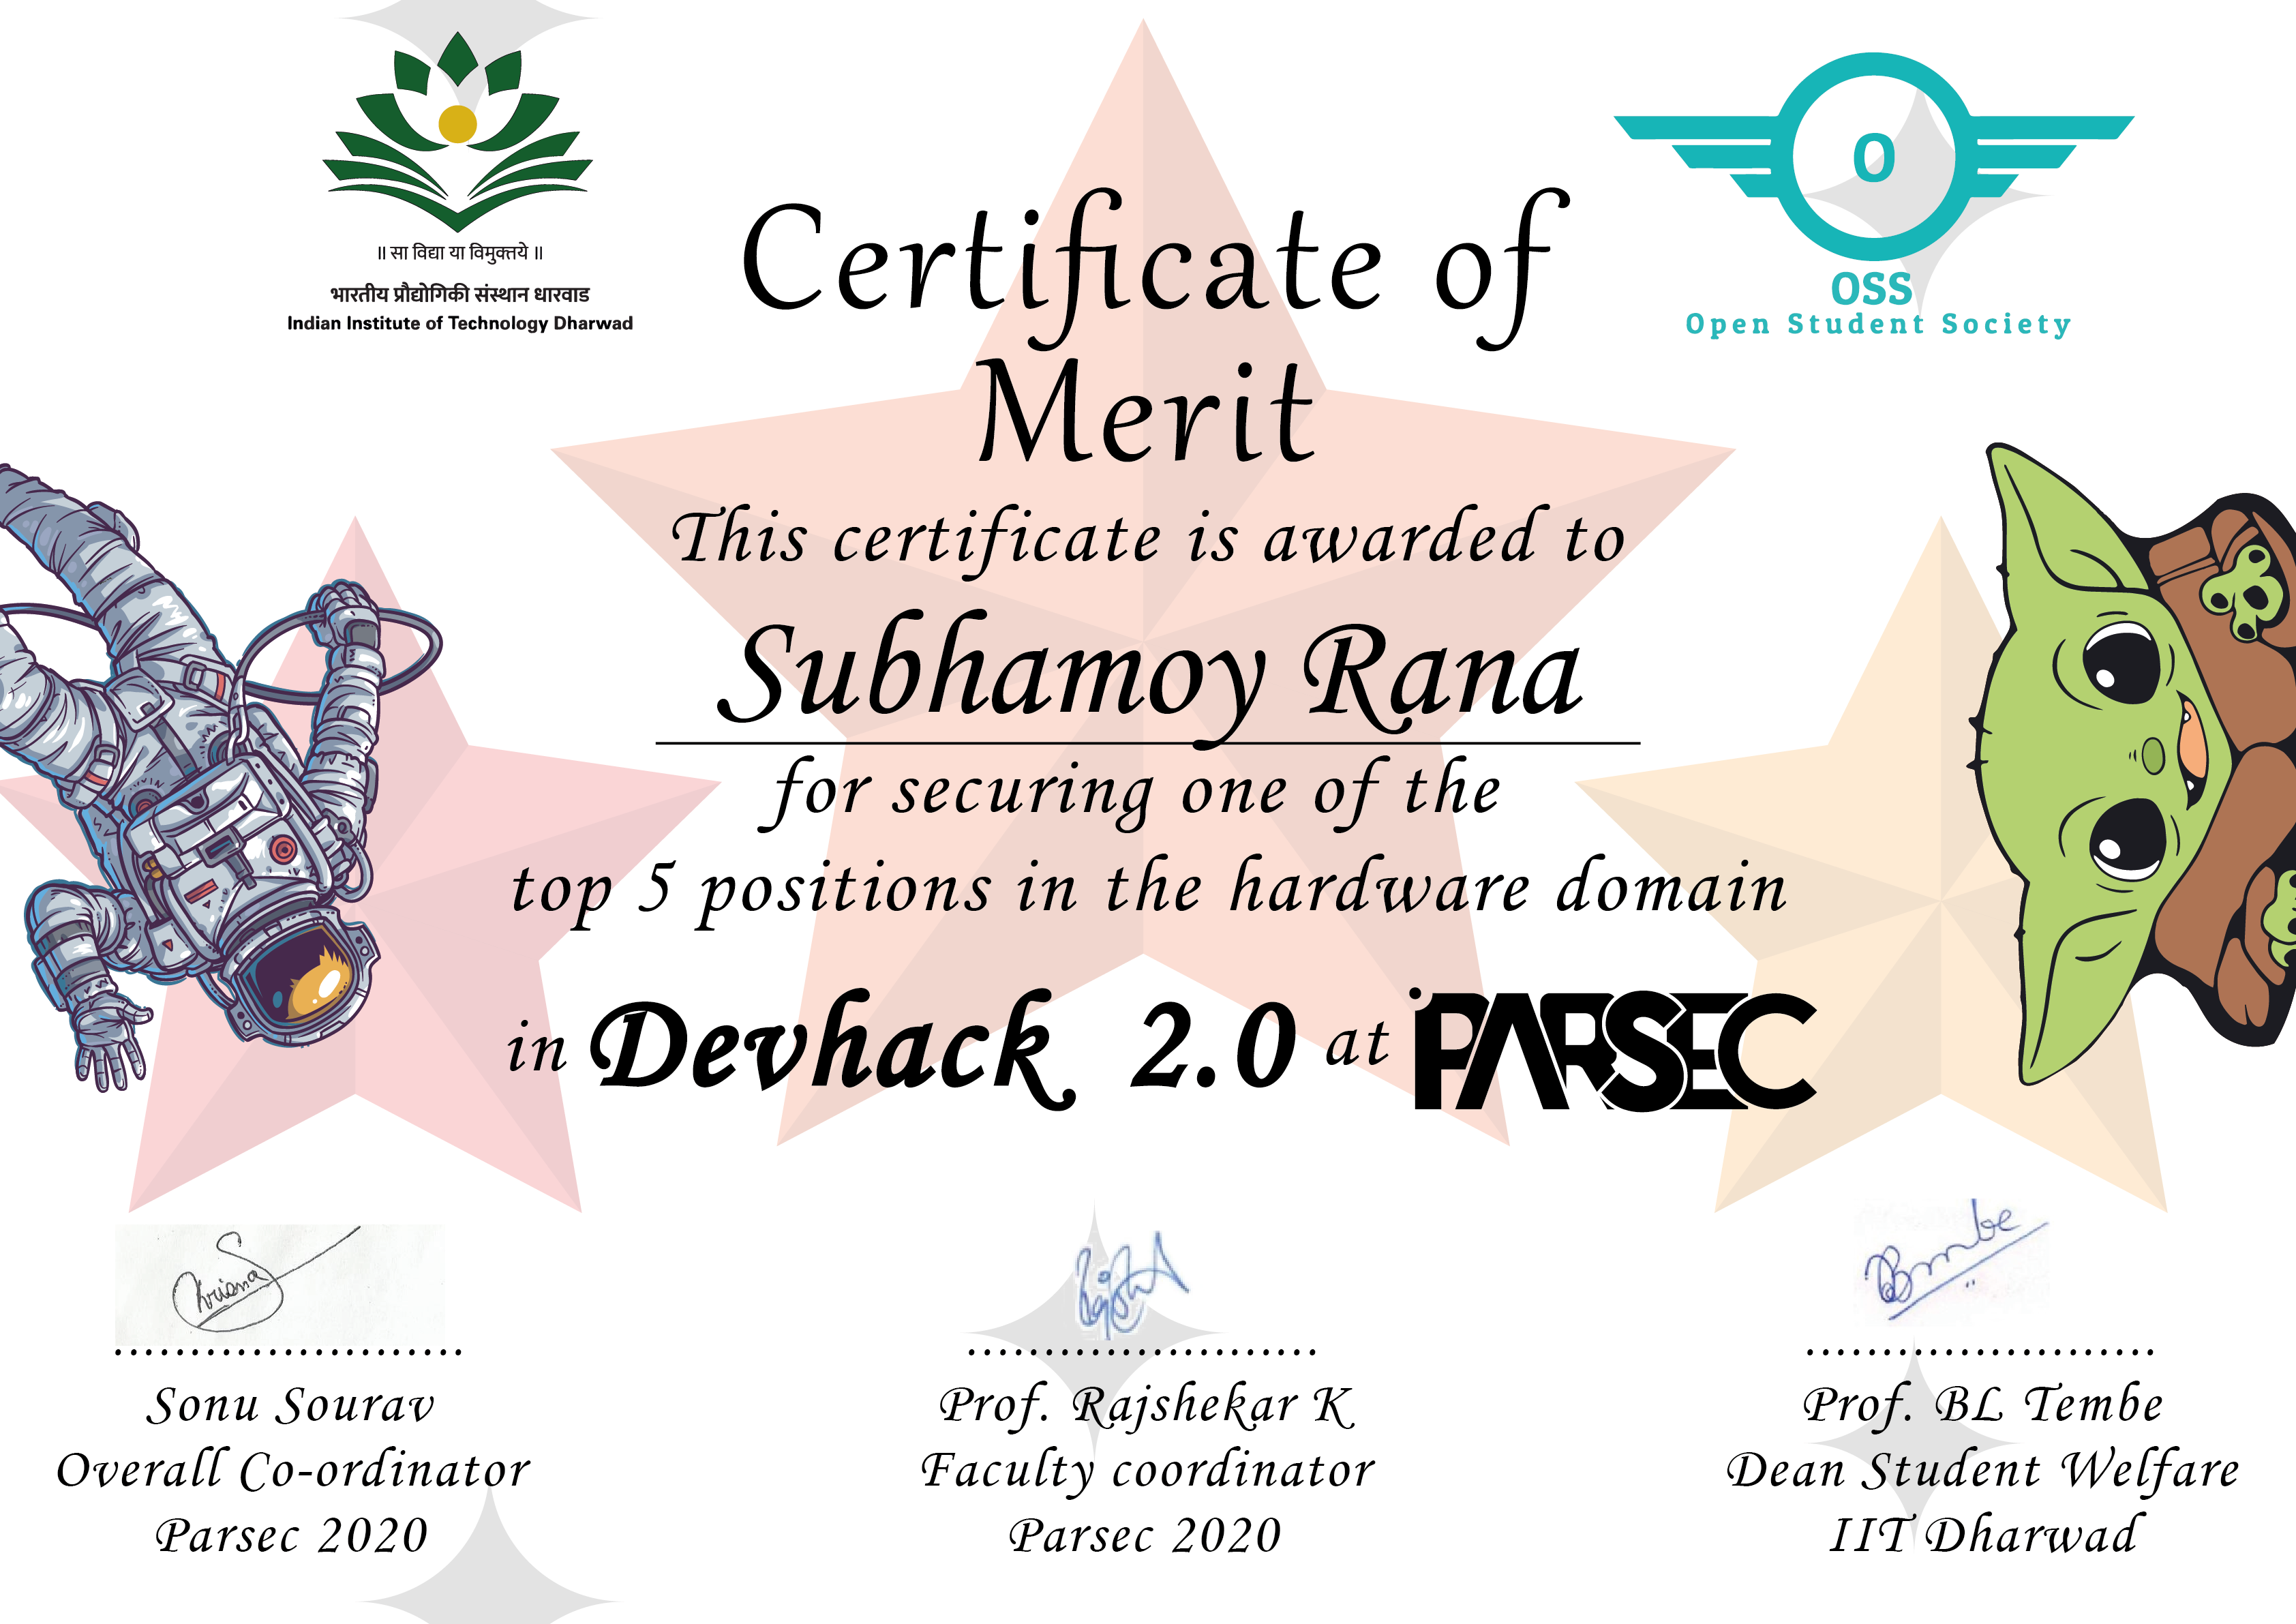 ॥ सा विद्या या विमुक्तये ॥
भारतीय प्रौद्योगिकी संस्थान धारवाड
Indian Institute of Technology Dharwad
O
OSS
Open Student Society
Certificate of
Merit
This certificate is awarded to
Subhamoy Rana
for securing one of the
top 5 positions in the hardware domain
in Devhack 2.0 at PARSEC
Sonu Sourav
Overall Co-ordinator
Parsec 2020
Prof. Rajshekar K
Faculty coordinator
Parsec 2020
Prof. BL Tembe
Dean Student Welfare
IIT Dharwad